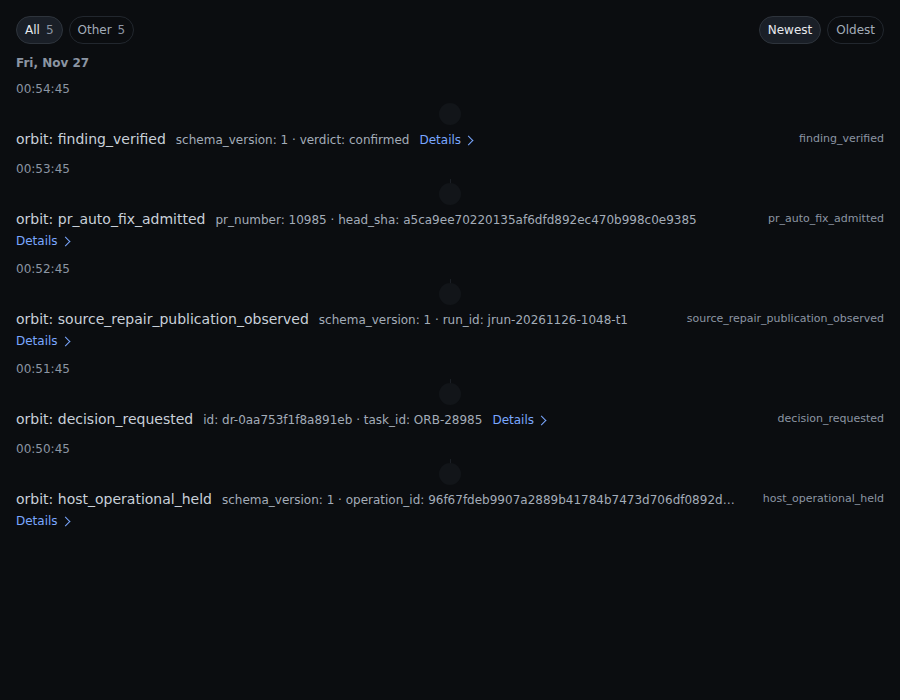 All 5 Other 5 Newest Oldest
Fri, Nov 27
00:54:45
orbit: finding_verified schema_version: 1 · verdict: confirmed Details finding_verified
00:53:45
orbit: pr_auto_fix_admitted pr_number: 10985 · head_sha: a5ca9ee70220135af6dfd892ec470b998c0e9385 pr_auto_fix_admitted
Details
00:52:45
orbit: source_repair_publication_observed schema_version: 1 · run_id: jrun-20261126-1048-t1 source_repair_publication_observed
Details
00:51:45
orbit: decision_requested id: dr-0aa753f1f8a891eb · task_id: ORB-28985 Details decision_requested
00:50:45
orbit: host_operational_held schema_version: 1 · operation_id: 96f67fdeb9907a2889b41784b7473d706df0892d… host_operational_held
Details